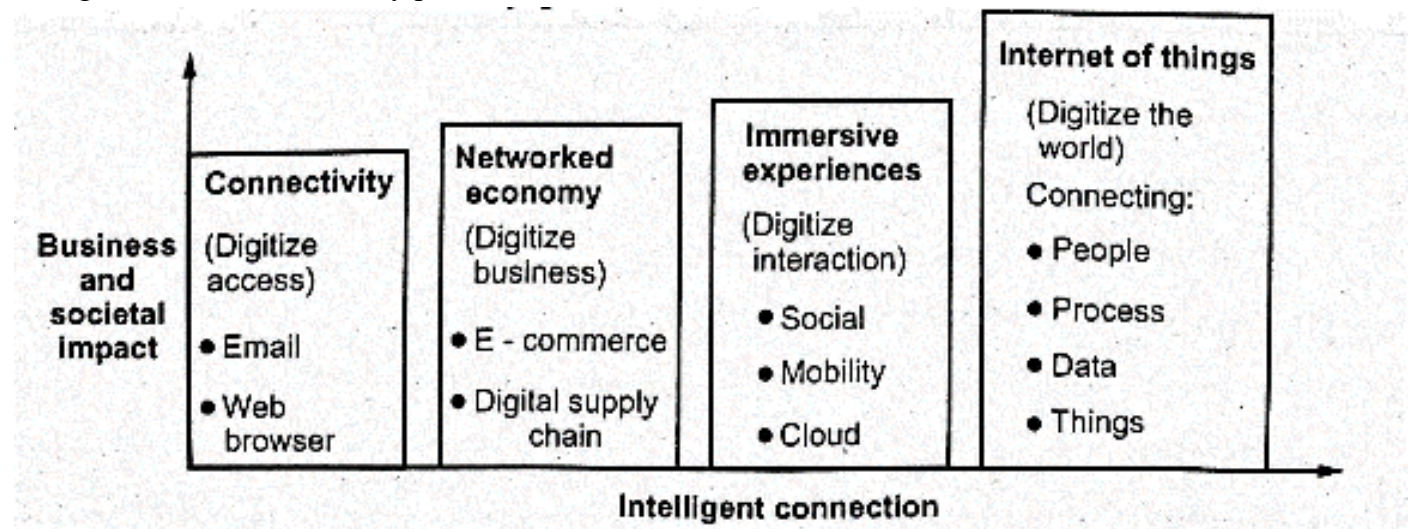 Business
and
societal
impact
Connectivity
(Digitize
access)
• Email
• Web
browser
Networked
economy
(Digitize
business)
• E - commerce
• Digital supply
chain
Immersive
experiences
(Digitize
interaction)
• Social
• Mobility
• Cloud
Internet of things
(Digitize the
world)
Connecting:
• People
• Process
• Data
• Things
Intelligent connection